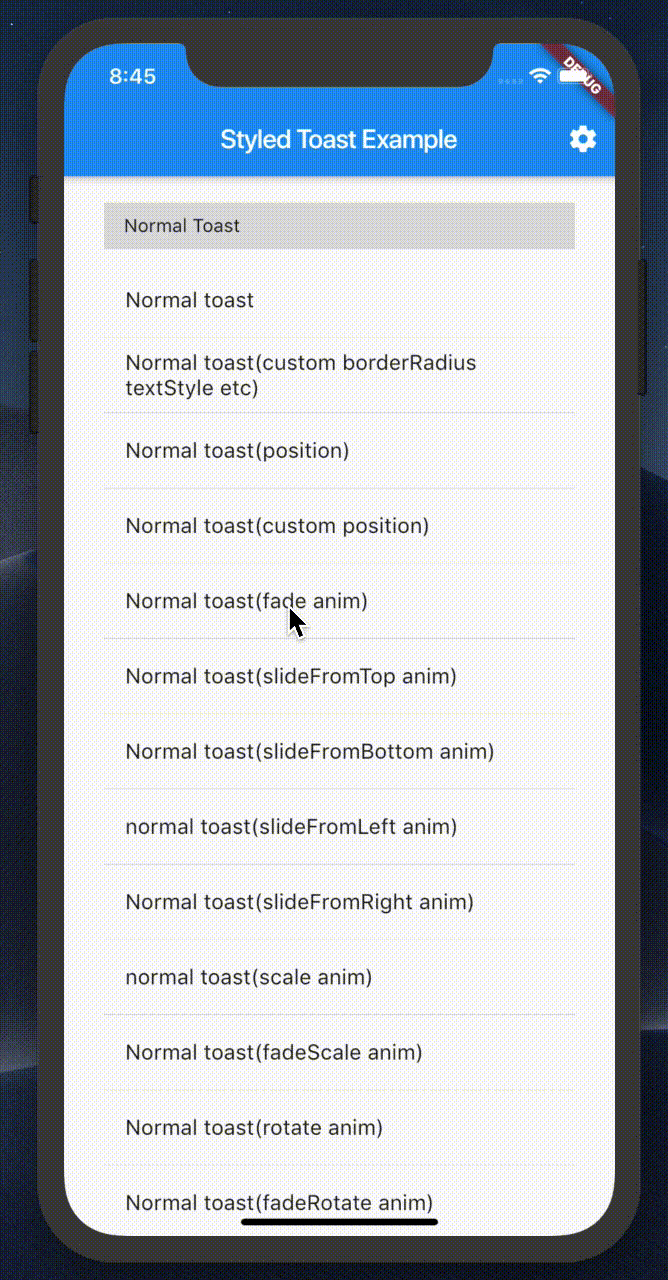 8:45
DEBUG
Styled Toast Example
Normal Toast
Normal toast
Normal toast(custom borderRadius
textStyle etc)
Normal toast(position)
Normal toast(custom position)
Normal toast(fade anim)
Normal toast(slideFromTop anim)
Normal toast(slideFromBottom anim)
normal toast(slideFromLeft anim)
Normal toast(slideFromRight anim)
normal toast(scale anim)
Normal toast(fadeScale anim)
Normal toast(rotate anim)
Normal toast(fadeRotate anim)